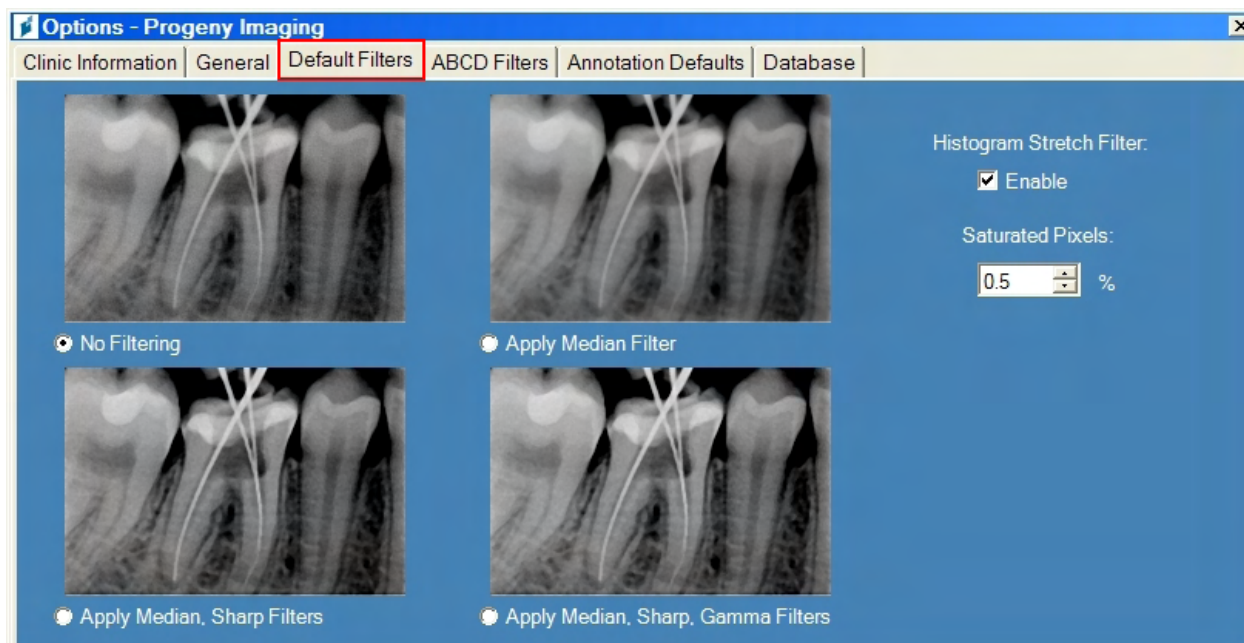 Options - Progeny Imaging
Clinic Information General Default Filters ABCD Filters Annotation Defaults Database
Histogram Stretch Filter:
Enable
Saturated Pixels:
0.5 %
No Filtering
Apply Median Filter
Apply Median, Sharp Filters
Apply Median, Sharp, Gamma Filters